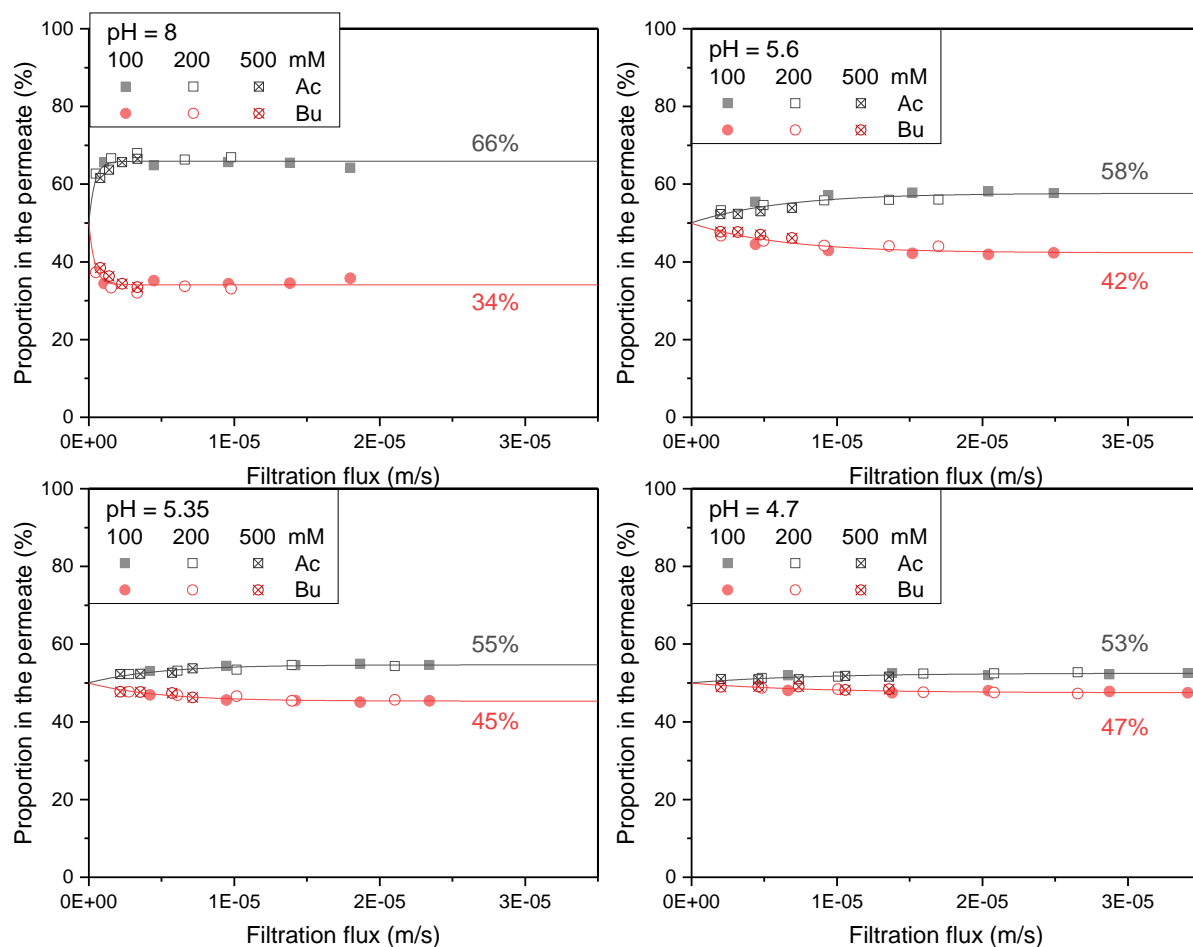 pH = 8
100 200 500 mM
Ac
Bu
66%
34%
100
80
60
40
20
0
0E+00 1E-05 2E-05 3E-05
Filtration flux (m/s)
Proportion in the permeate (%)
pH = 5.6
100 200 500 mM
Ac
Bu
58%
42%
100
80
60
40
20
0
0E+00 1E-05 2E-05 3E-05
Filtration flux (m/s)
Proportion in the permeate (%)
pH = 5.35
100 200 500 mM
Ac
Bu
55%
45%
100
80
60
40
20
0
0E+00 1E-05 2E-05 3E-05
Filtration flux (m/s)
Proportion in the permeate (%)
pH = 4.7
100 200 500 mM
Ac
Bu
53%
47%
100
80
60
40
20
0
0E+00 1E-05 2E-05 3E-05
Filtration flux (m/s)
Proportion in the permeate (%)